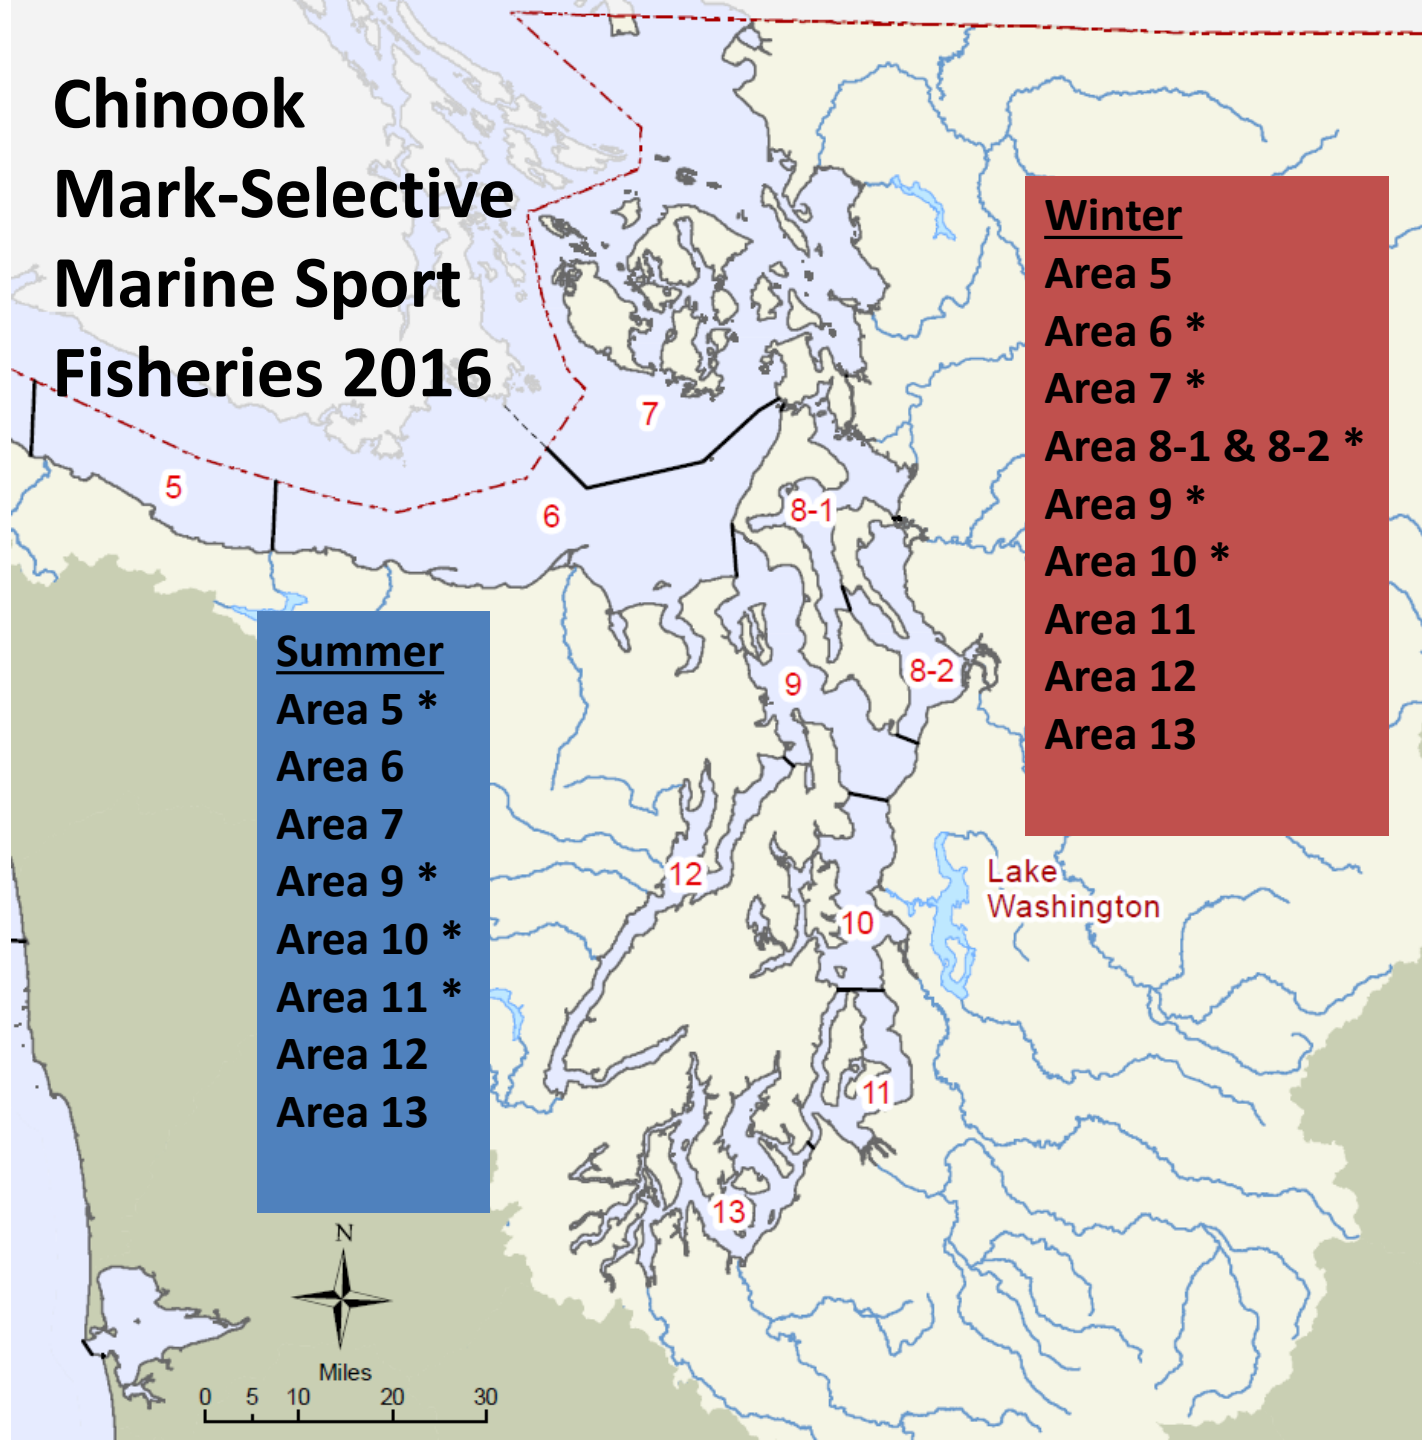 Chinook
Mark-Selective
Marine Sport
Fisheries 2016
Winter
Area 5
Area 6 *
Area 7 *
Area 8-1 & 8-2 *
Area 9 *
Area 10 *
Area 11
Area 12
Area 13
7
5
6
8-1
8-2
9
Summer
Area 5 *
Area 6
Area 7
Area 9 *
Area 10 *
Area 11 *
Area 12
Area 13
12
10
Lake
Washington
11
13
N
Miles
0 5 10 20 30